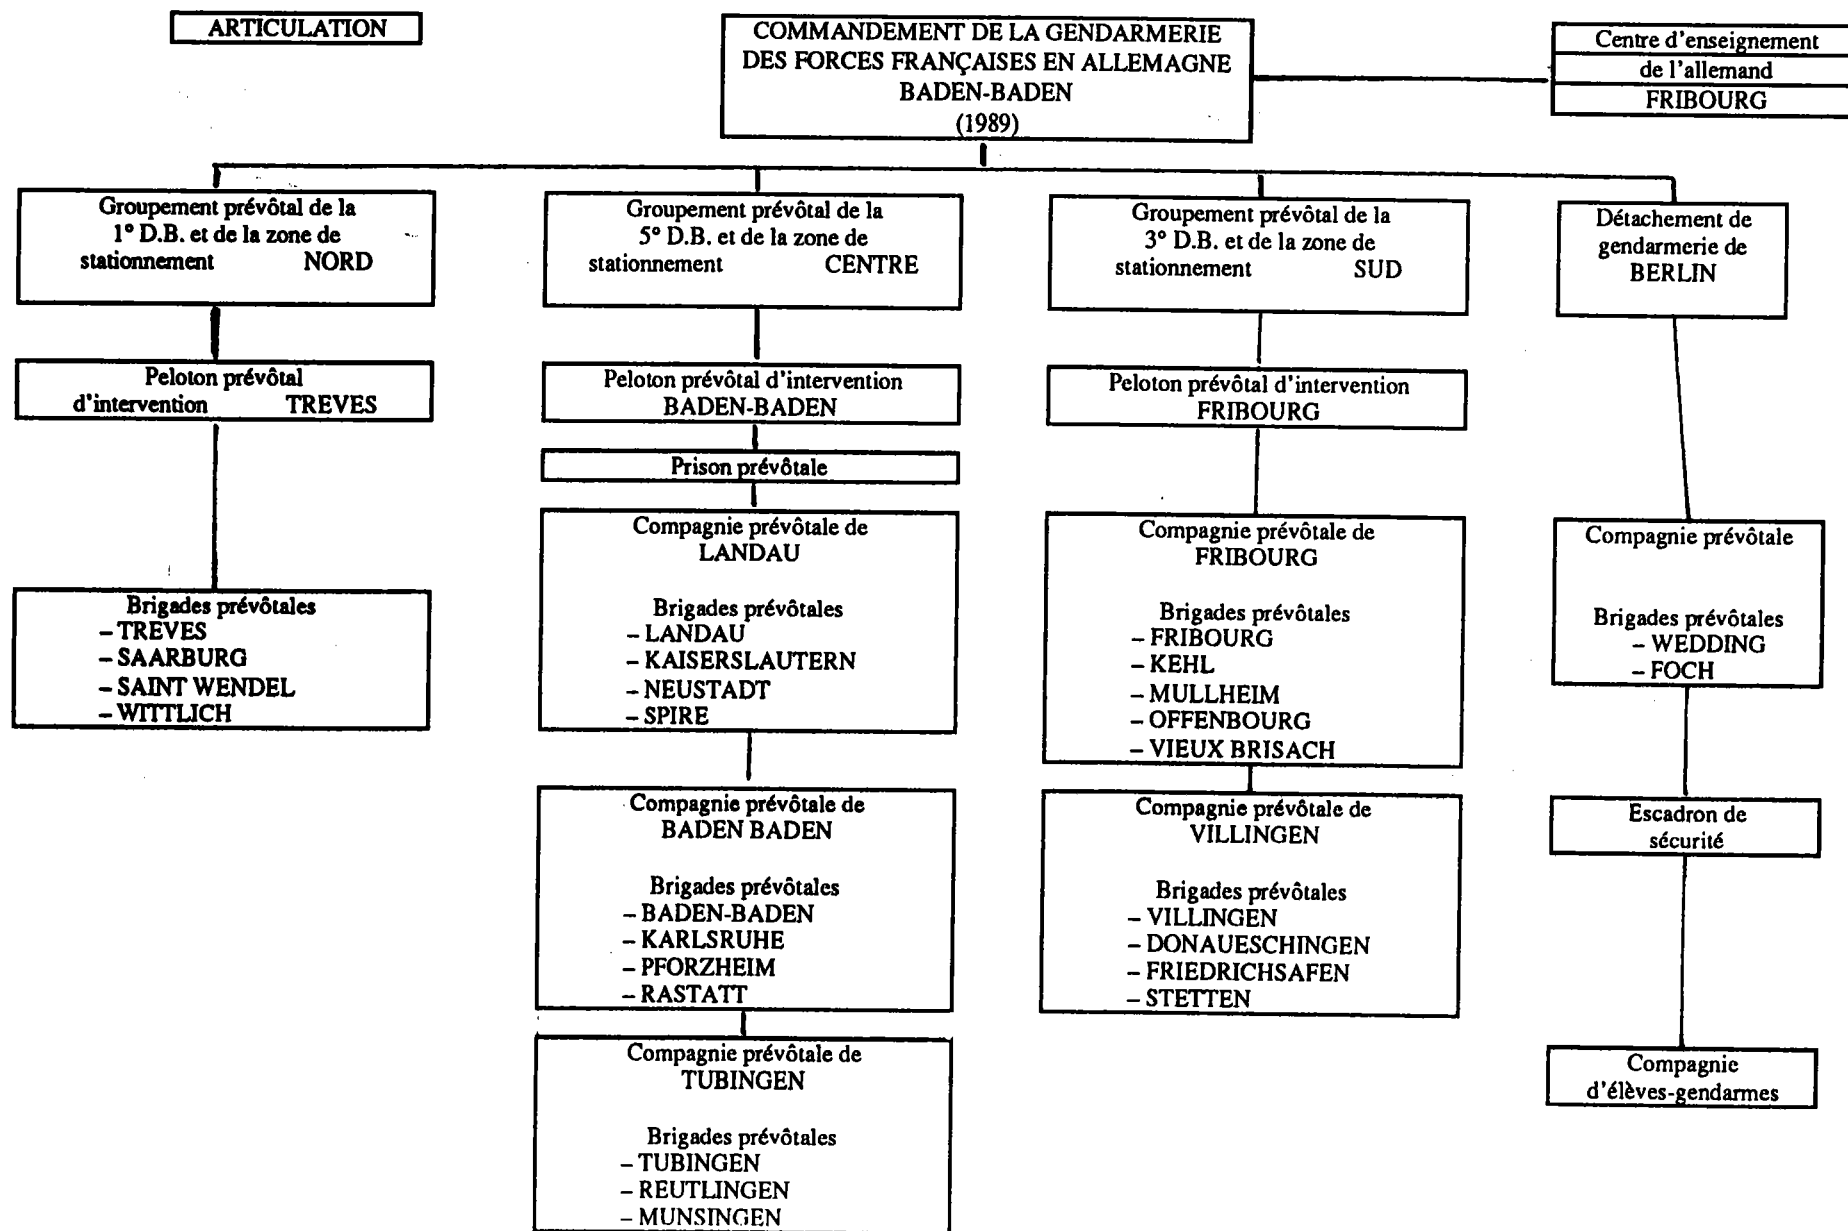 ARTICULATION
COMMANDEMENT DE LA GENDARMERIE
DES FORCES FRANÇAISES EN ALLEMAGNE
BADEN-BADEN
(1989)
Centre d'enseignement
de l'allemand
FRIBOURG
Groupement prévôtal de la
1° D.B. et de la zone de
stationnement NORD
Peloton prévôtal
d'intervention TREVES
Brigades prévôtales
– TREVES
– SAARBURG
– SAINT WENDEL
– WITTLICH
Groupement prévôtal de la
5° D.B. et de la zone de
stationnement CENTRE
Peloton prévôtal d'intervention
BADEN-BADEN
Prison prévôtale
Compagnie prévôtale de
LANDAU
Brigades prévôtales
– LANDAU
– KAISERSLAUTERN
– NEUSTADT
– SPIRE
Compagnie prévôtale de
BADEN BADEN
Brigades prévôtales
– BADEN-BADEN
– KARLSRUHE
– PFORZHEIM
– RASTATT
Compagnie prévôtale de
TUBINGEN
Brigades prévôtales
– TUBINGEN
– REUTLINGEN
– MUNSINGEN
Groupement prévôtal de la
3° D.B. et de la zone de
stationnement SUD
Peloton prévôtal d'intervention
FRIBOURG
Compagnie prévôtale de
FRIBOURG
Brigades prévôtales
– FRIBOURG
– KEHL
– MULLHEIM
– OFFENBOURG
– VIEUX BRISACH
Compagnie prévôtale de
VILLINGEN
Brigades prévôtales
– VILLINGEN
– DONAUESCHINGEN
– FRIEDRICHSAFEN
– STETTEN
Détachement de
gendarmerie de
BERLIN
Compagnie prévôtale
Brigades prévôtales
– WEDDING
– FOCH
Escadron de
sécurité
Compagnie
d'élèves-gendarmes